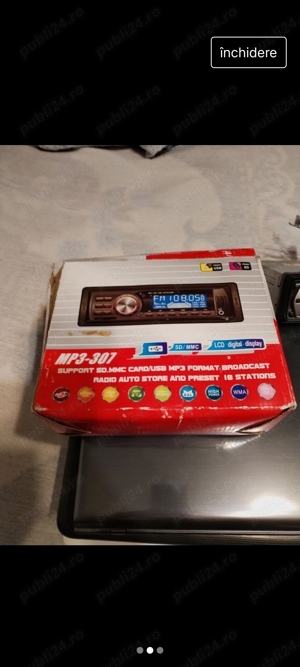 închidere
FM 108.05
USB
SD/MMC
LCD digital display
MP3-307
SUPPORT SD.MMC CARD/USB MP3 FORMAT/BROADCAST
RADIO AUTO STORE AND PRESET 18 STATIONS
WMA
publi24.ro